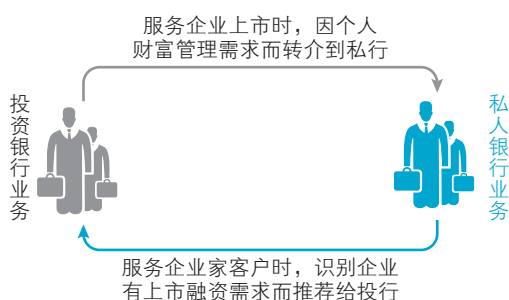 服务企业上市时，因个人
财富管理需求而转介到私行
投资银行业务
私人银行业务
服务企业家客户时，识别企业
有上市融资需求而推荐给投行